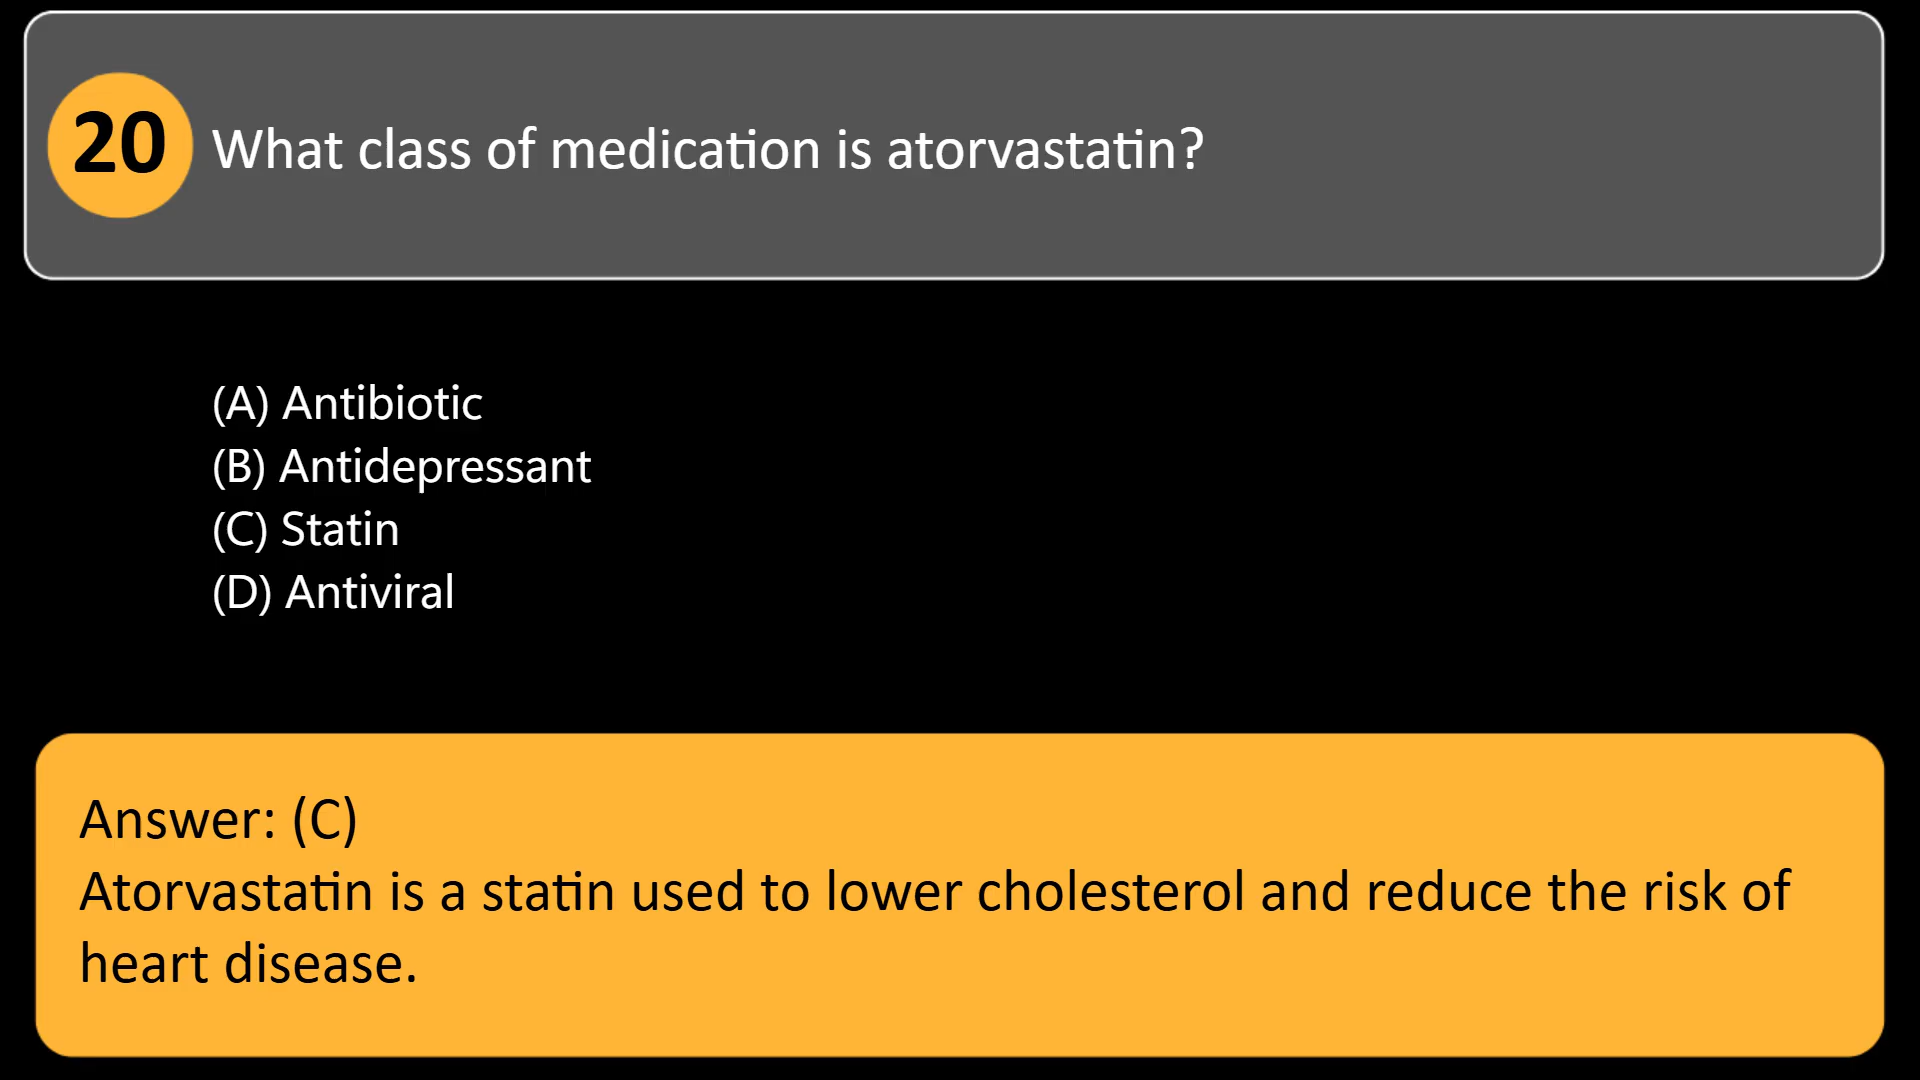 20 What class of medication is atorvastatin?
(A) Antibiotic
(B) Antidepressant
(C) Statin
(D) Antiviral
Answer: (C)
Atorvastatin is a statin used to lower cholesterol and reduce the risk of
heart disease.